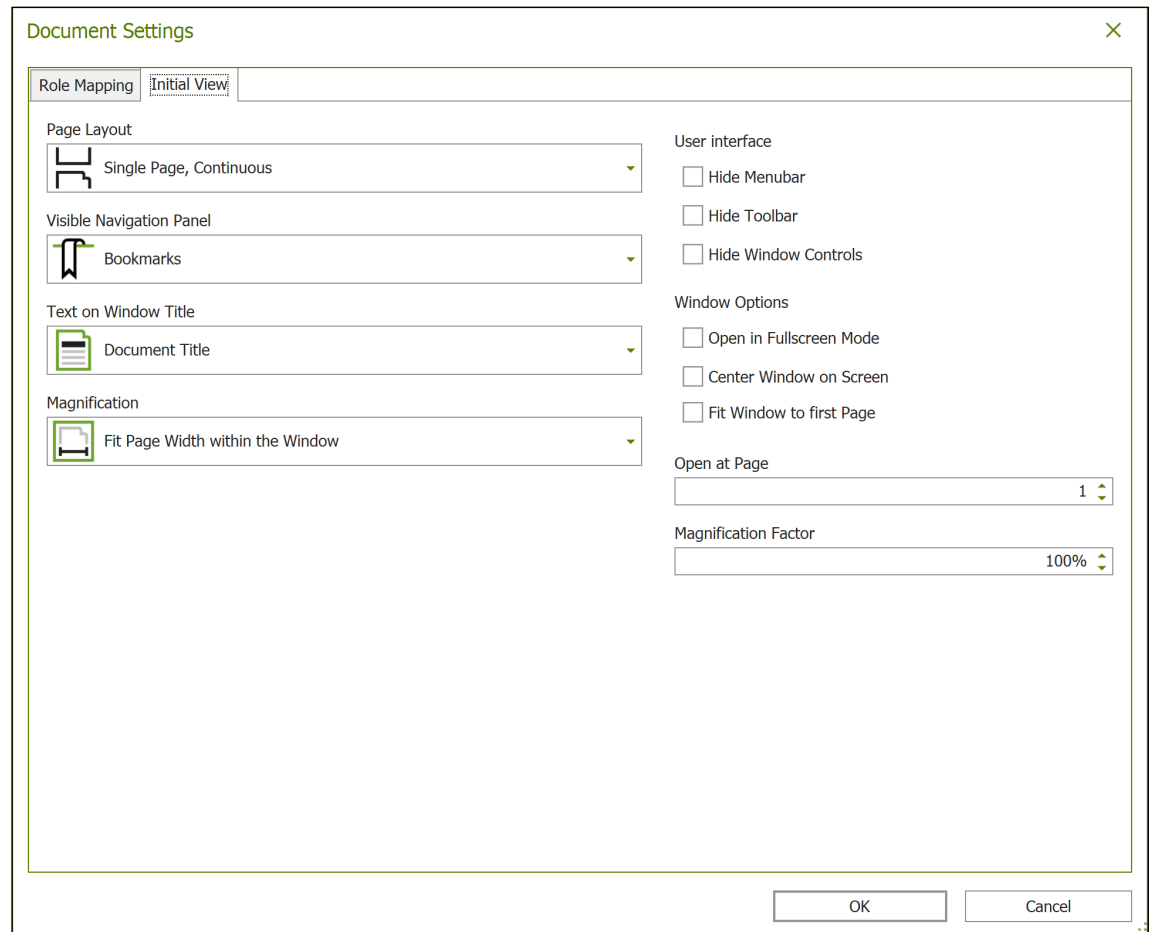 Document Settings
Role Mapping
Initial View
Page Layout
Single Page, Continuous
Visible Navigation Panel
Bookmarks
Text on Window Title
Document Title
Magnification
Fit Page Width within the Window
User interface
Hide Menubar
Hide Toolbar
Hide Window Controls
Window Options
Open in Fullscreen Mode
Center Window on Screen
Fit Window to first Page
Open at Page
1
Magnification Factor
100%
OK
Cancel